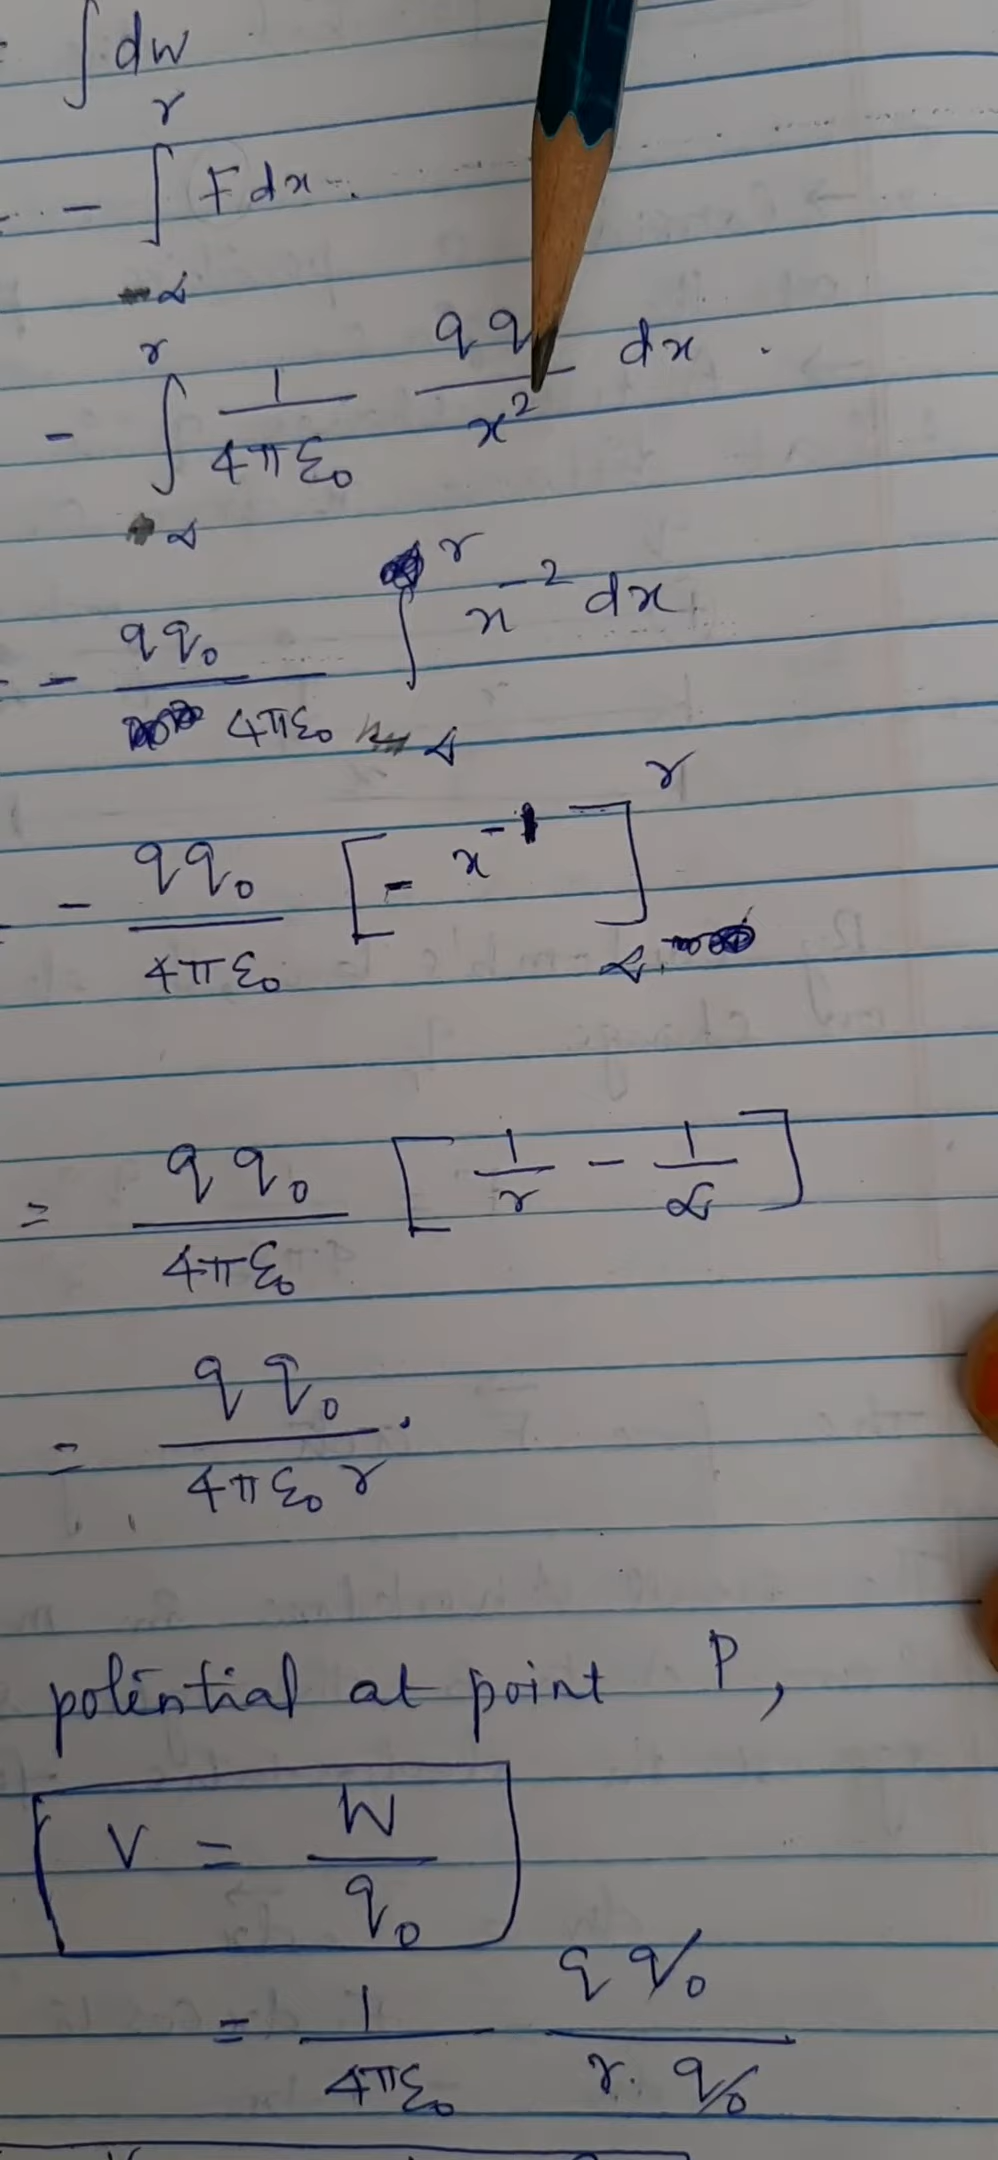 = ∫ dw
= - ∫_∞^r F dx.
- ∫_∞^r 1/4πε₀ qq/x² dx.
= - qq₀/4πε₀ ∫_∞^r x⁻² dx
= - qq₀/4πε₀ [- x⁻¹]_∞^r
= qq₀/4πε₀ [1/r - 1/∞]
= qq₀/4πε₀r.
potential at point P,
V = W/q₀
= 1/4πε₀ qq₀/r.q₀